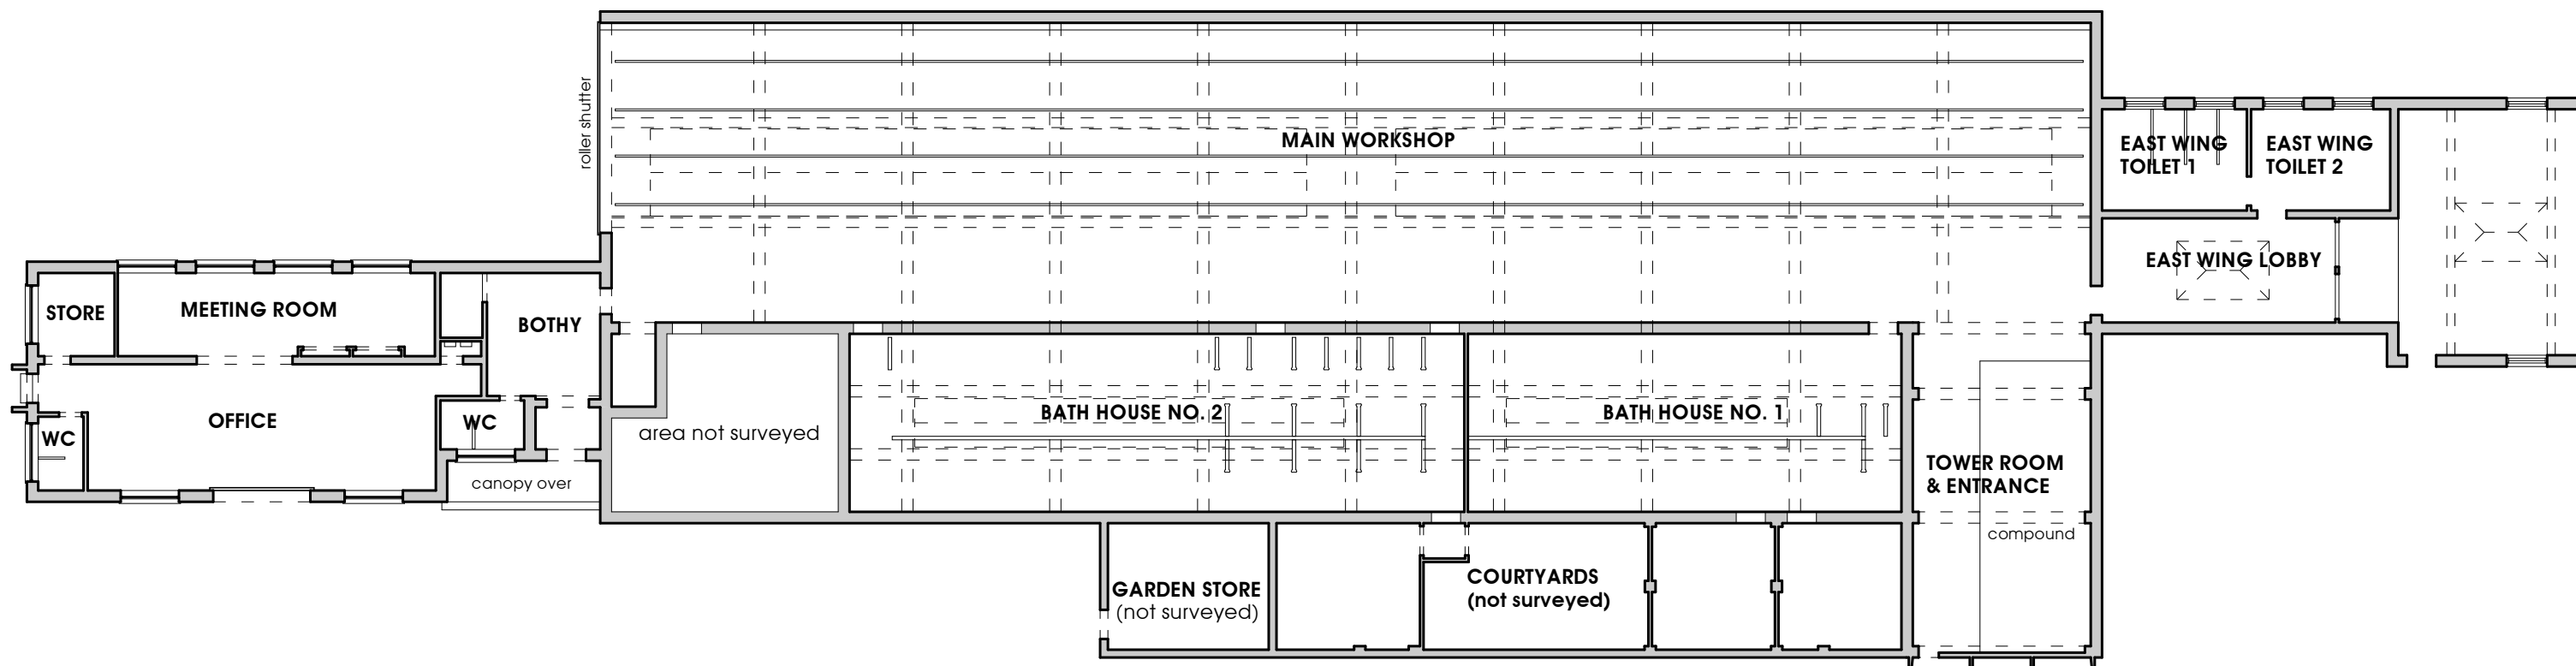 roller shutter
MAIN WORKSHOP
EAST WING
TOILET 1
EAST WING
TOILET 2
EAST WING LOBBY
STORE
MEETING ROOM
BOTHY
OFFICE
WC
WC
canopy over
area not surveyed
BATH HOUSE NO. 2
BATH HOUSE NO. 1
TOWER ROOM
& ENTRANCE
compound
GARDEN STORE
(not surveyed)
COURTYARDS
(not surveyed)